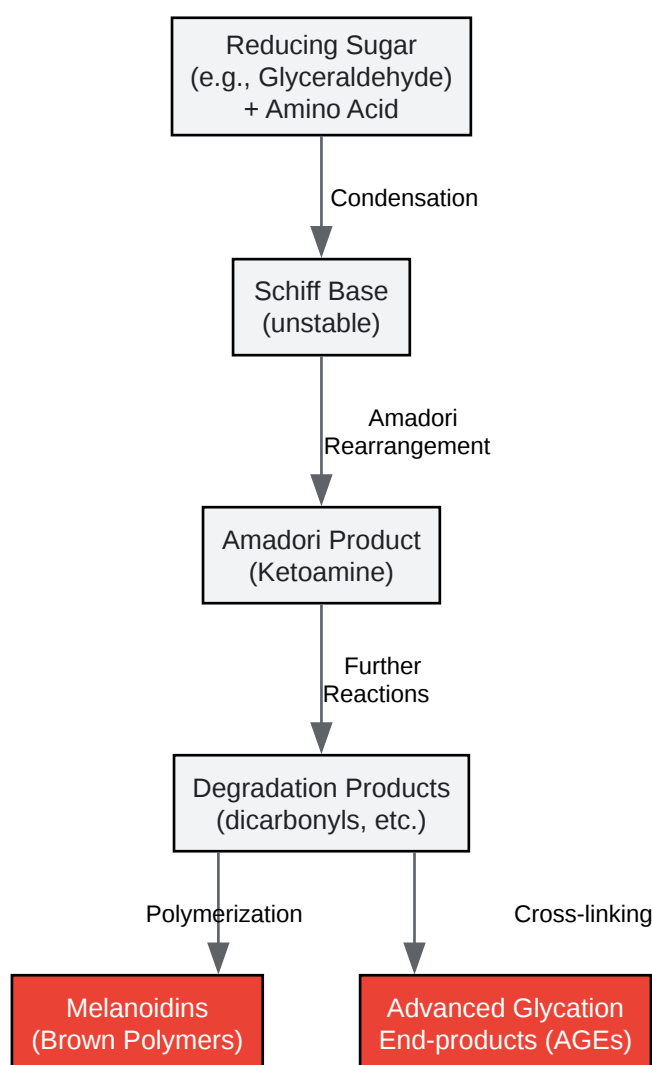 Reducing Sugar
(e.g., Glyceraldehyde)
+ Amino Acid
Condensation
Schiff Base
(unstable)
Amadori
Rearrangement
Amadori Product
(Ketoamine)
Further
Reactions
Degradation Products
(dicarbonyls, etc.)
Polymerization
Cross-linking
Melanoidins
(Brown Polymers)
Advanced Glycation
End-products (AGEs)